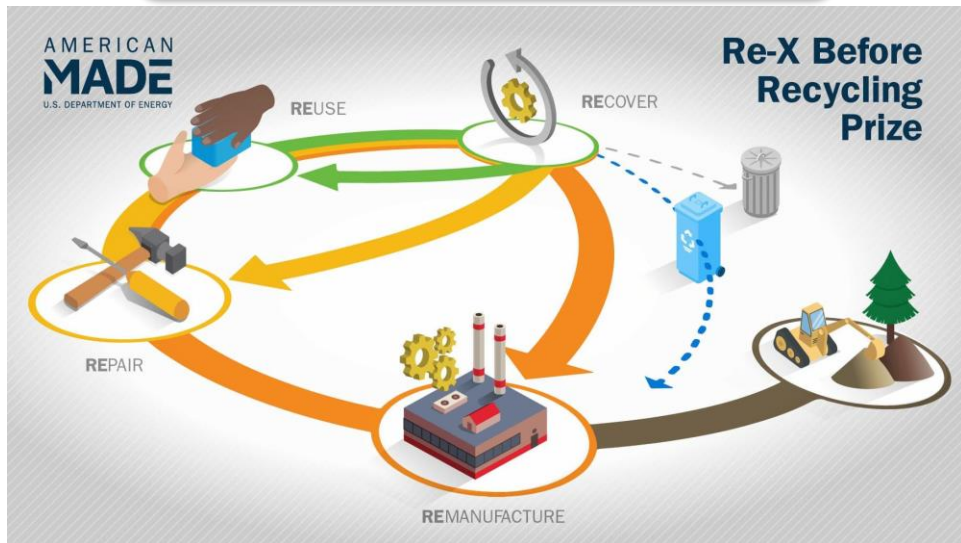 AMERICAN
MADE
U.S. DEPARTMENT OF ENERGY
Re-X Before
Recycling
Prize
REUSE
RECOVER
REPAIR
REMANUFACTURE